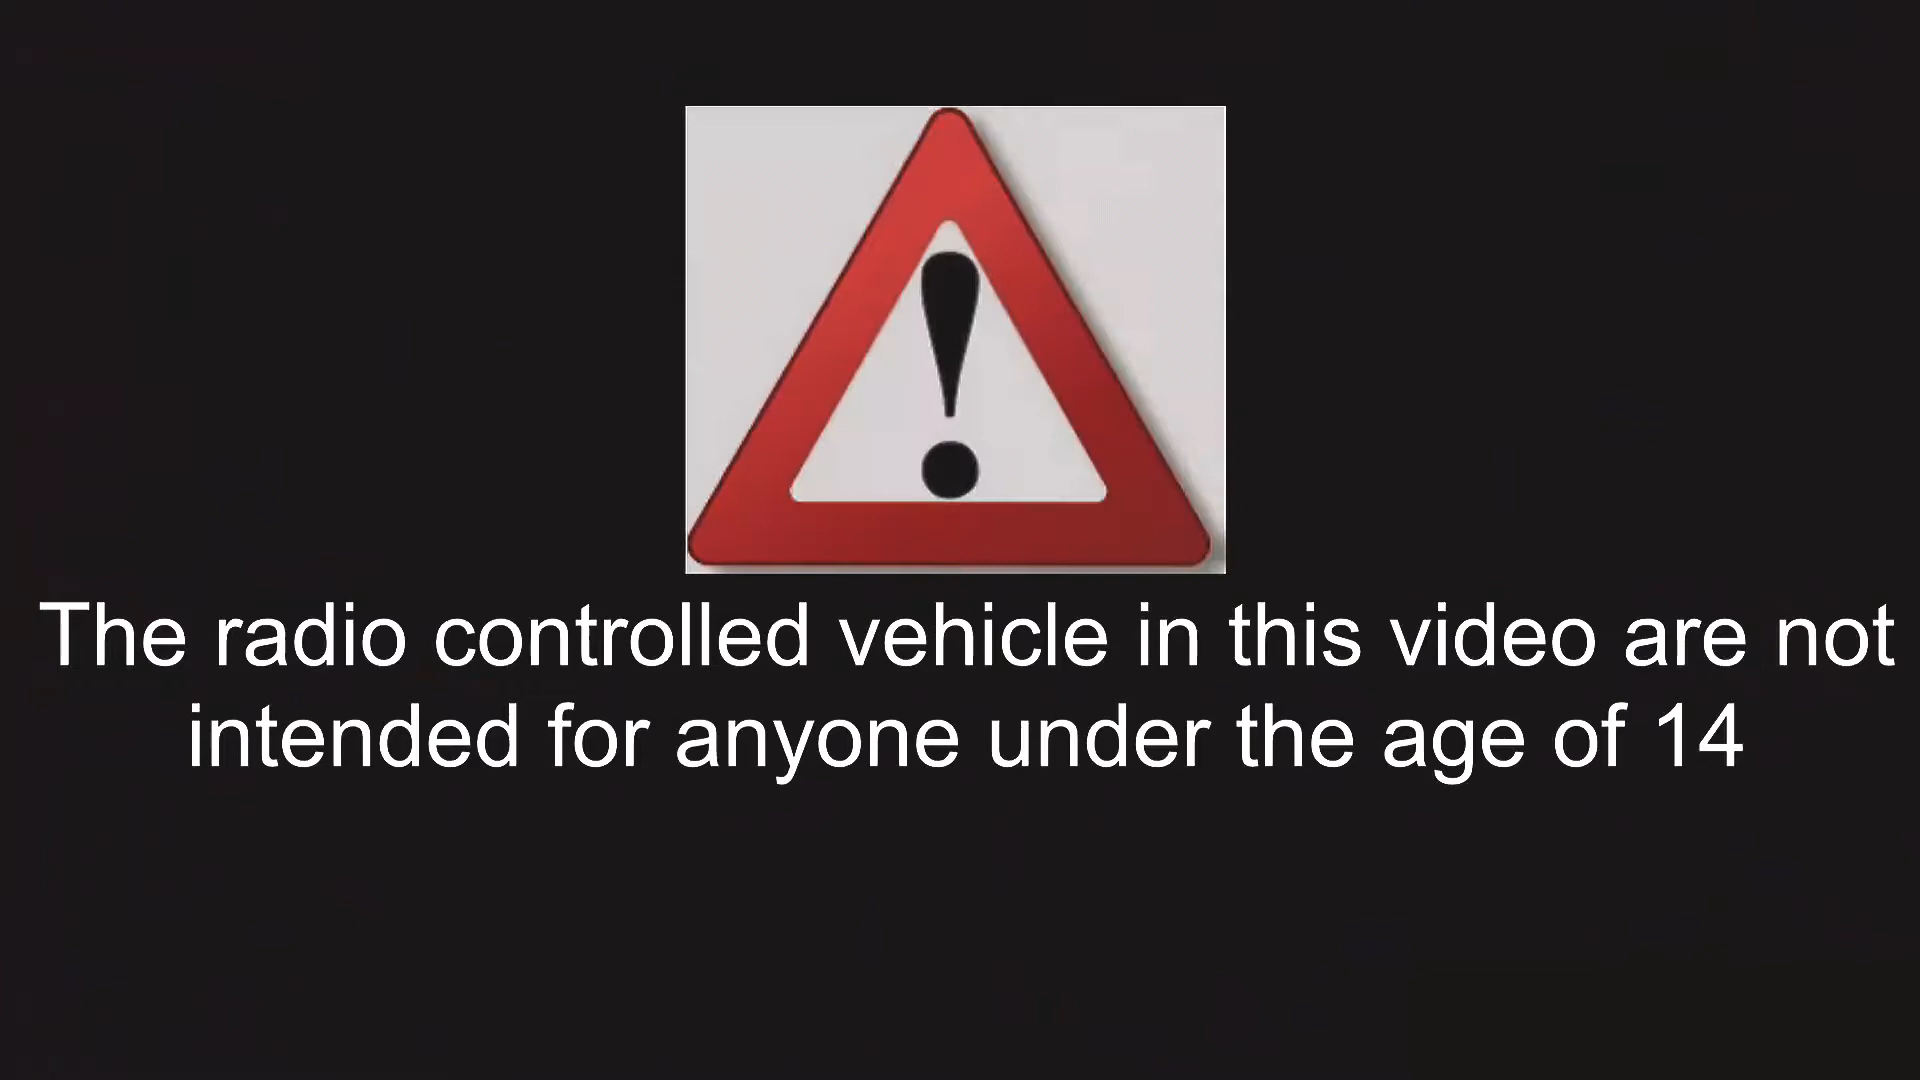 The radio controlled vehicle in this video are not
intended for anyone under the age of 14